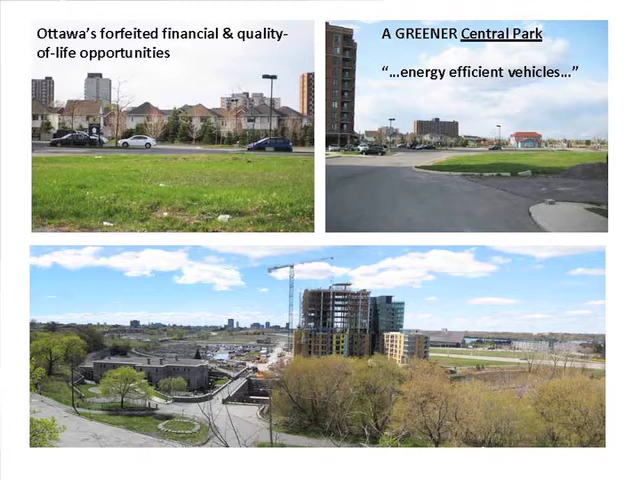 Ottawa's forfeited financial & quality-
of-life opportunities
A GREENER Central Park
“…energy efficient vehicles…”